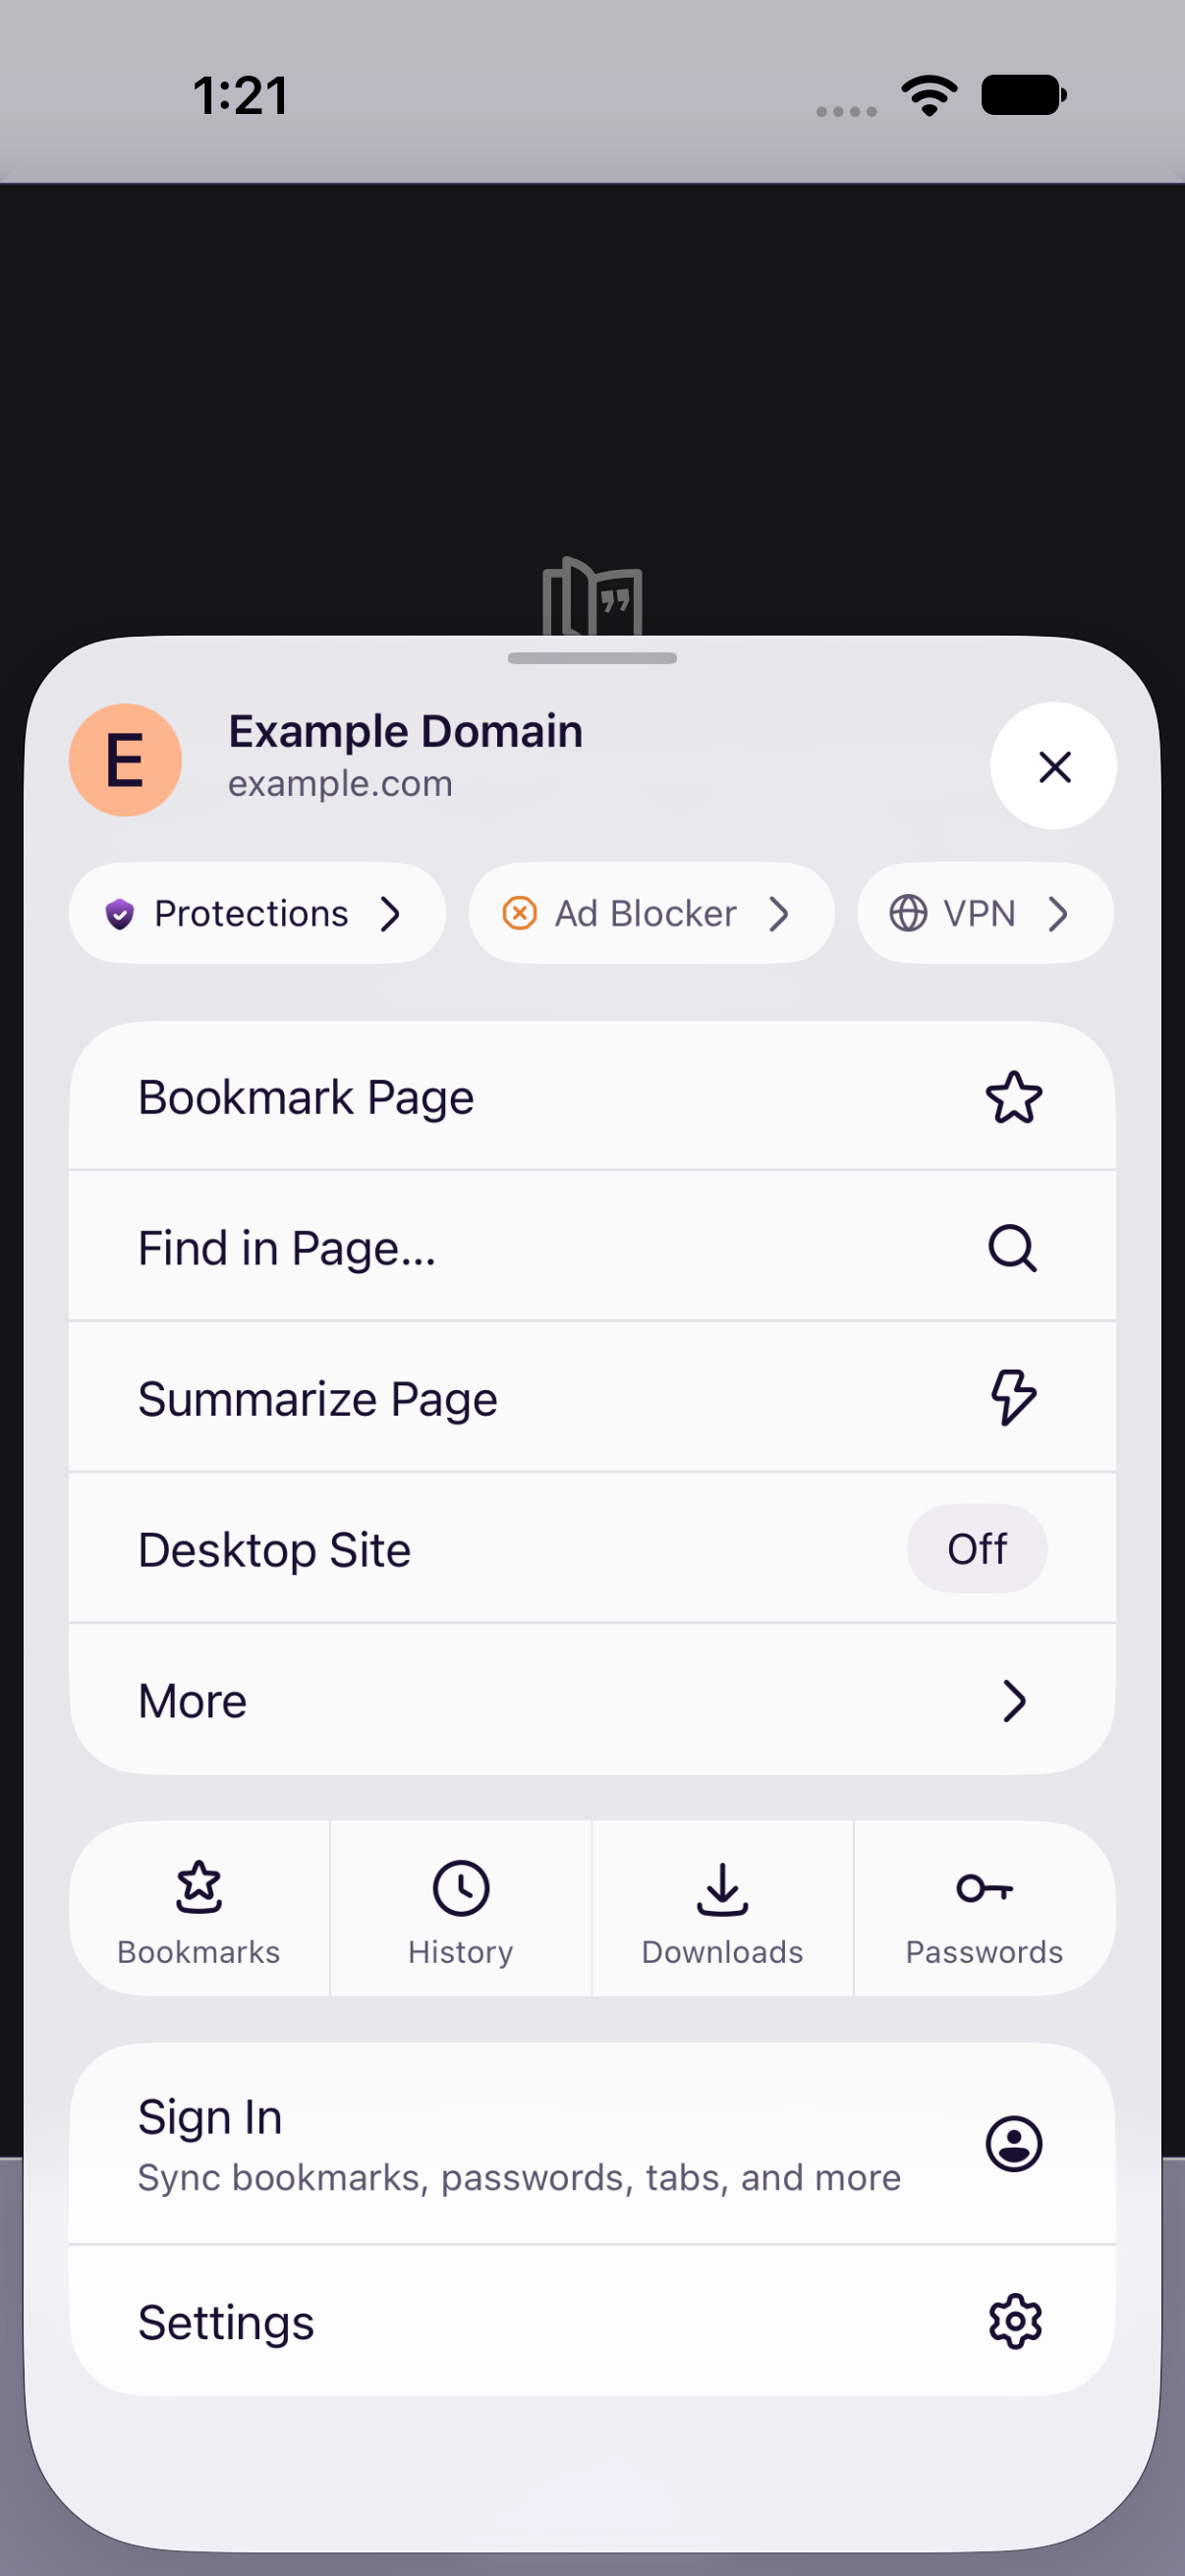 1:21
E
Example Domain
example.com
Protections
Ad Blocker
VPN
Bookmark Page
Find in Page...
Summarize Page
Desktop Site
Off
More
Bookmarks
History
Downloads
Passwords
Sign In
Sync bookmarks, passwords, tabs, and more
Settings